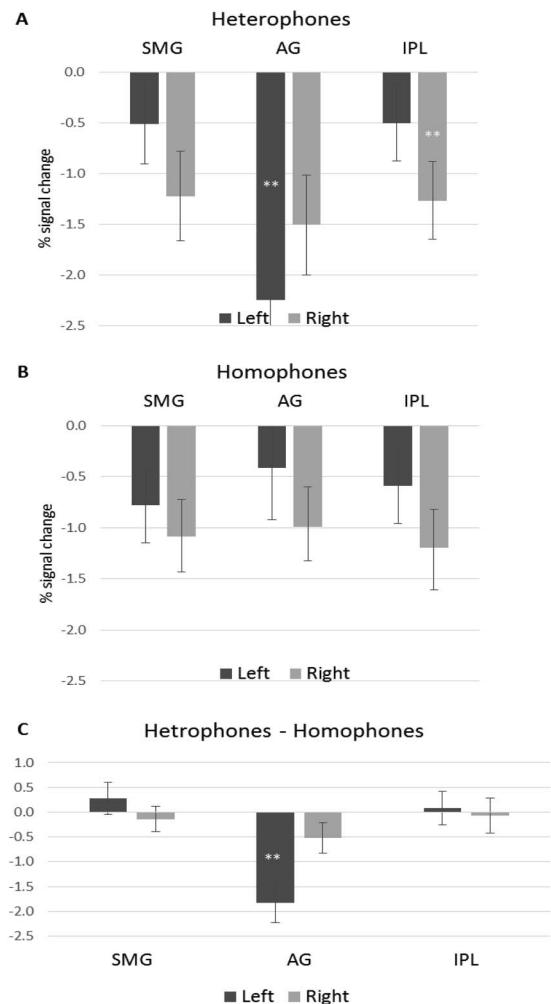 A
Heterophones
SMG AG IPL
0.0
-0.5
-1.0
-1.5
-2.0
-2.5
% signal change
**
**
Left Right
B
Homophones
SMG AG IPL
0.0
-0.5
-1.0
-1.5
-2.0
-2.5
% signal change
Left Right
C
Hetrophones - Homophones
1.0
0.5
0.0
-0.5
-1.0
-1.5
-2.0
-2.5
**
SMG AG IPL
Left Right